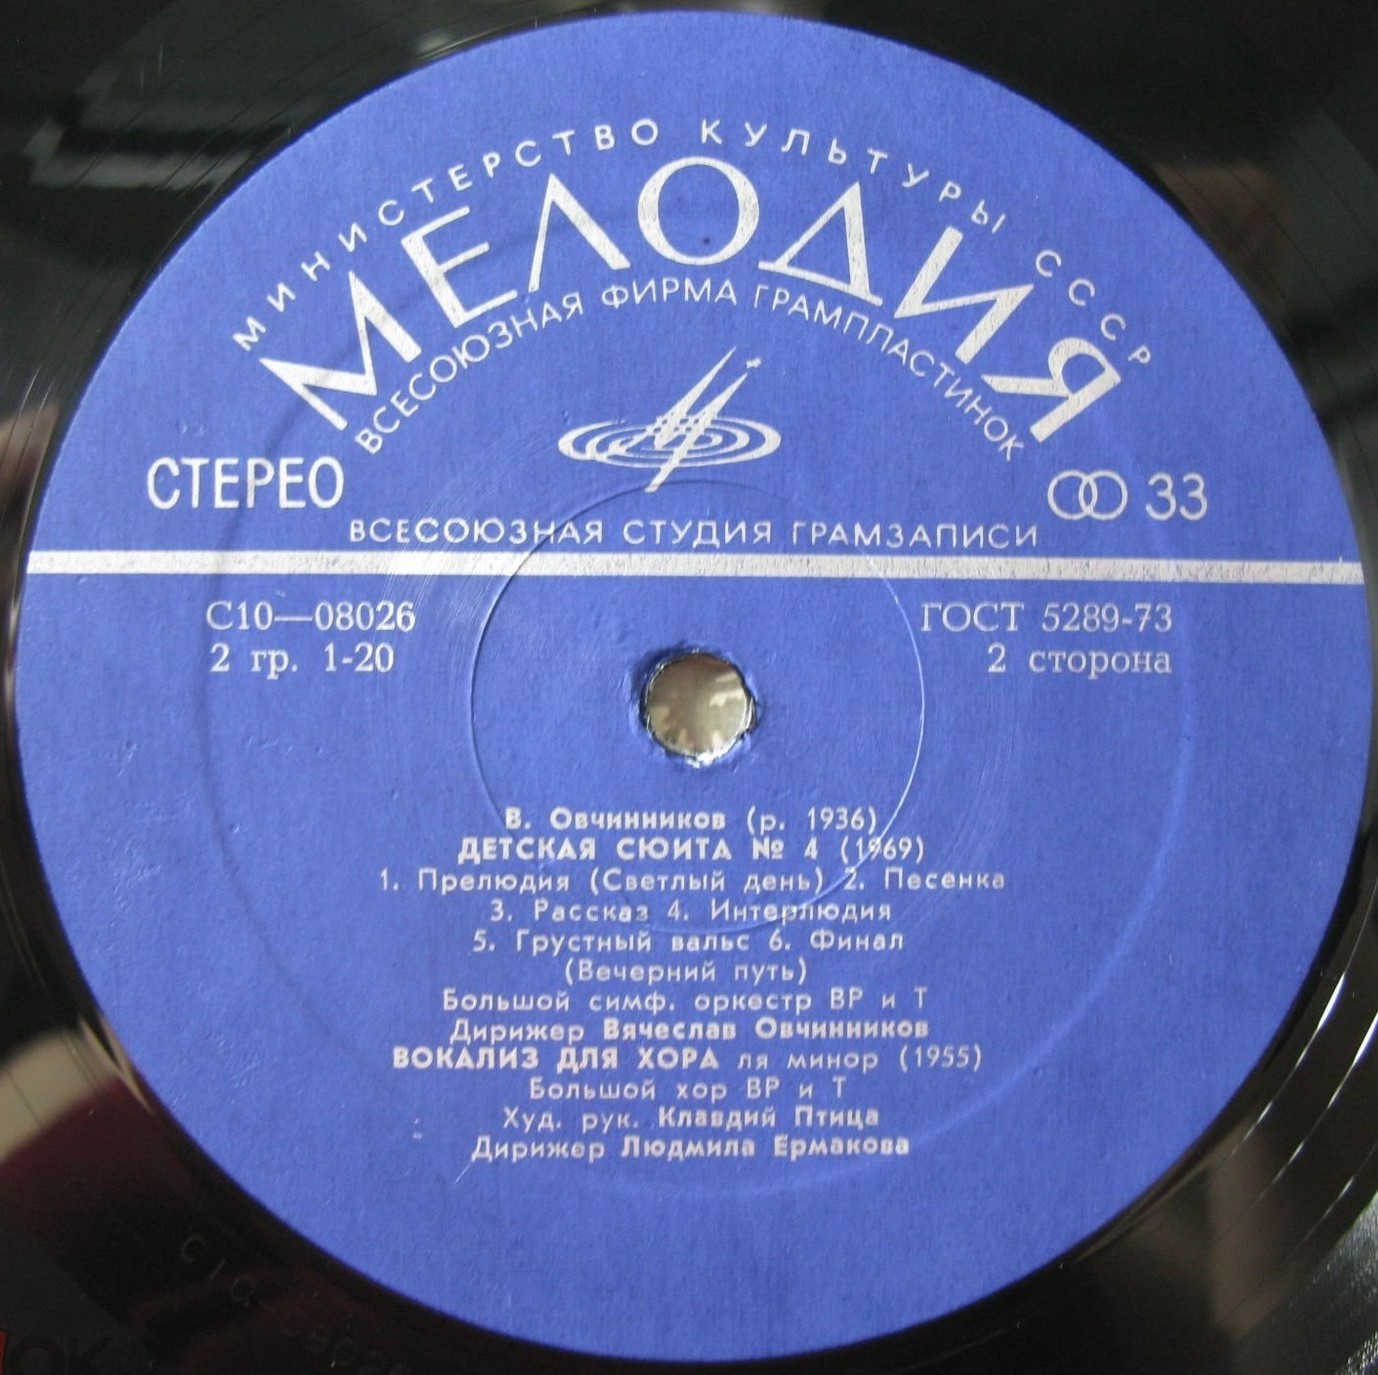 МИНИСТЕРСТВО КУЛЬТУРЫ СССР
МЕЛОДИЯ
ВСЕСОЮЗНАЯ ФИРМА ГРАМПЛАСТИНОК
СТЕРЕО
33
ВСЕСОЮЗНАЯ СТУДИЯ ГРАМЗАПИСИ
С10—08026
ГОСТ 5289-73
2 гр. 1-20
2 сторона
В. Овчинников (р. 1936)
ДЕТСКАЯ СЮИТА № 4 (1969)
1. Прелюдия (Светлый день) 2. Песенка
3. Рассказ 4. Интерлюдия
5. Грустный вальс 6. Финал
(Вечерний путь)
Большой симф. оркестр ВР и Т
Дирижер Вячеслав Овчинников
ВОКАЛИЗ ДЛЯ ХОРА ля минор (1955)
Большой хор ВР и Т
Худ. рук. Клавдий Птица
Дирижер Людмила Ермакова